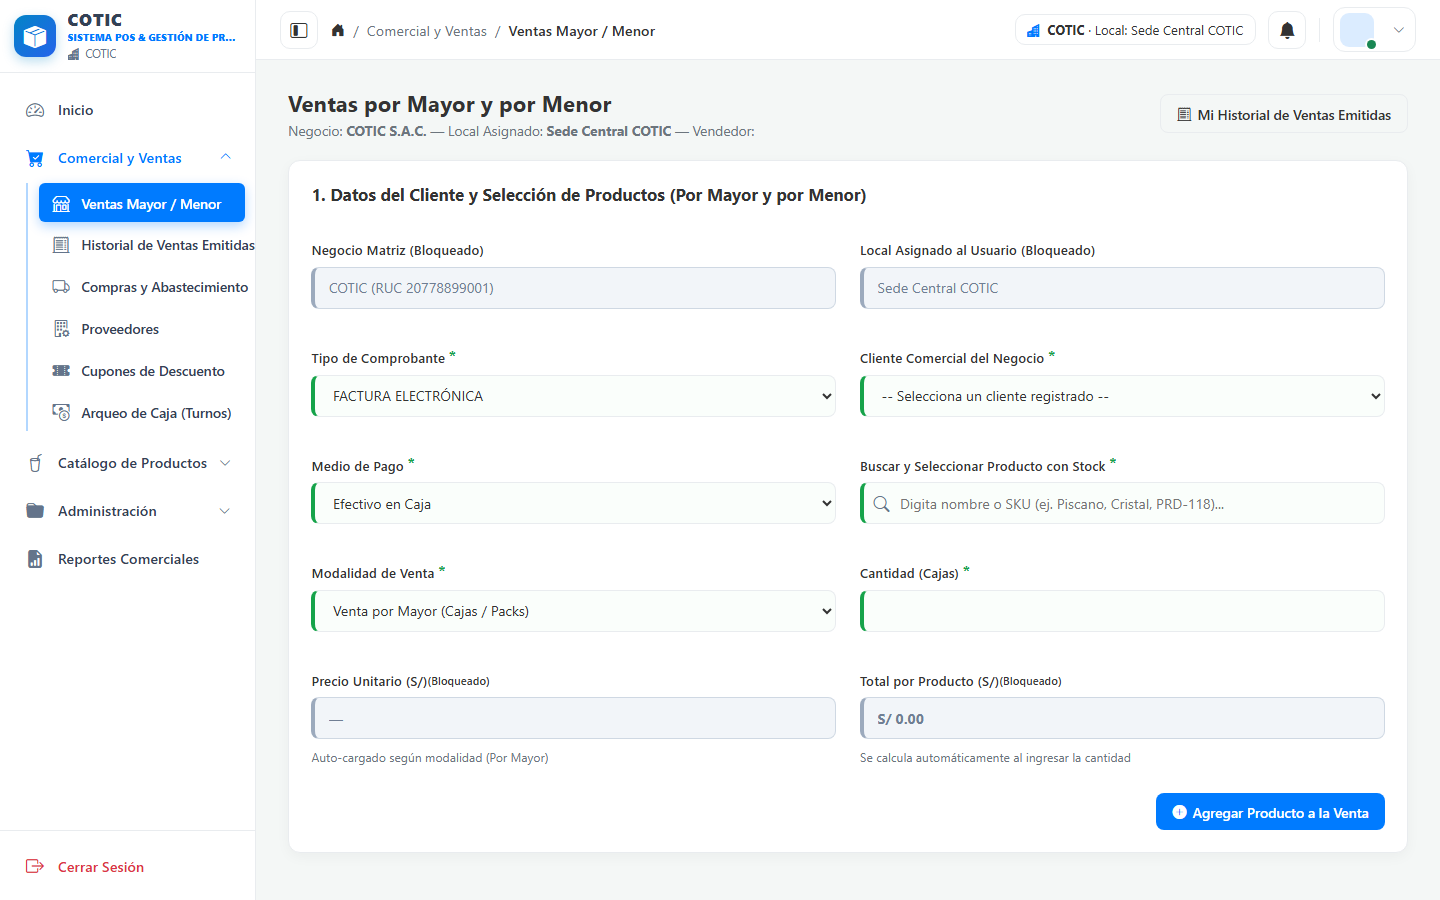 COTIC
SISTEMA POS & GESTIÓN DE PR...
COTIC
Inicio
Comercial y Ventas
Ventas Mayor / Menor
Historial de Ventas Emitidas
Compras y Abastecimiento
Proveedores
Cupones de Descuento
Arqueo de Caja (Turnos)
Catálogo de Productos
Administración
Reportes Comerciales
Cerrar Sesión
/ Comercial y Ventas / Ventas Mayor / Menor
COTIC · Local: Sede Central COTIC
Ventas por Mayor y por Menor
Negocio: COTIC S.A.C. — Local Asignado: Sede Central COTIC — Vendedor:
Mi Historial de Ventas Emitidas
1. Datos del Cliente y Selección de Productos (Por Mayor y por Menor)
Negocio Matriz (Bloqueado)
COTIC (RUC 20778899001)
Local Asignado al Usuario (Bloqueado)
Sede Central COTIC
Tipo de Comprobante *
FACTURA ELECTRÓNICA
Cliente Comercial del Negocio *
-- Selecciona un cliente registrado --
Medio de Pago *
Efectivo en Caja
Buscar y Seleccionar Producto con Stock *
Digita nombre o SKU (ej. Piscano, Cristal, PRD-118)...
Modalidad de Venta *
Venta por Mayor (Cajas / Packs)
Cantidad (Cajas) *
Precio Unitario (S/)(Bloqueado)
—
Auto-cargado según modalidad (Por Mayor)
Total por Producto (S/)(Bloqueado)
S/ 0.00
Se calcula automáticamente al ingresar la cantidad
Agregar Producto a la Venta